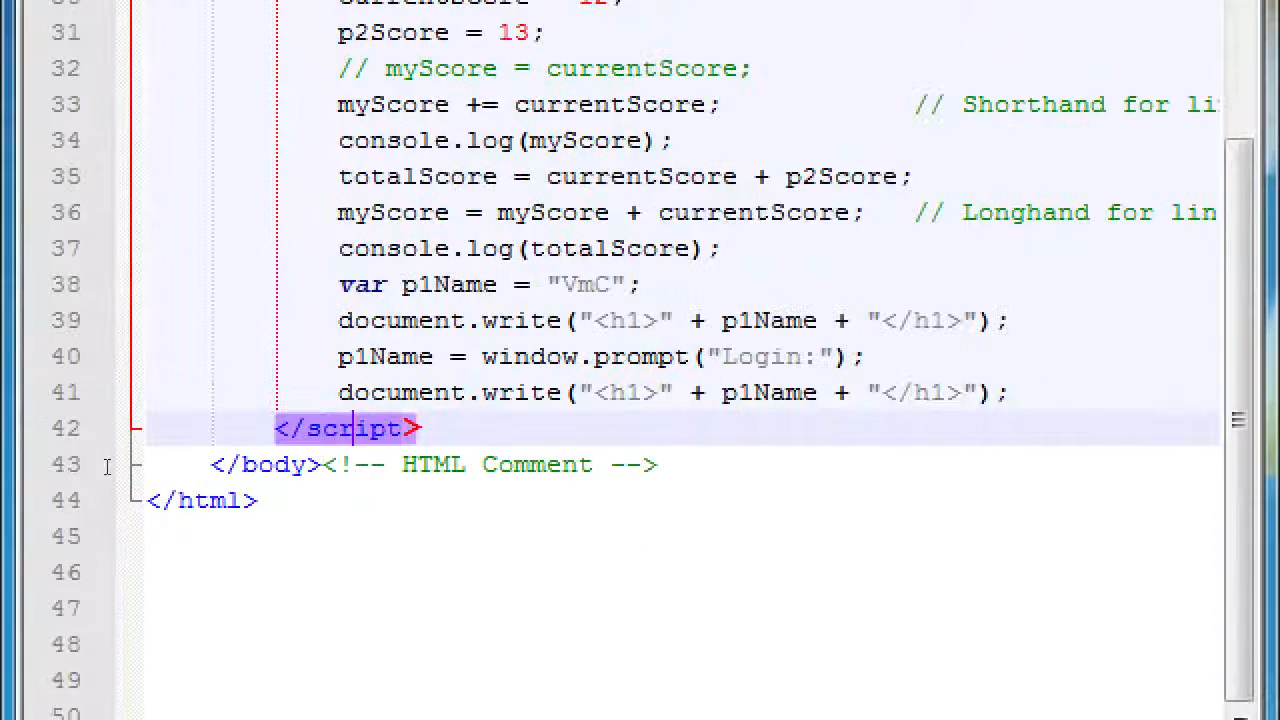 31 p2Score = 13;
32 // myScore = currentScore;
33 myScore += currentScore; // Shorthand for
34 console.log(myScore);
35 totalScore = currentScore + p2Score;
36 myScore = myScore + currentScore; // Longhand for
37 console.log(totalScore);
38 var p1Name = "VmC";
39 document.write("<h1>" + p1Name + "</h1>");
40 p1Name = window.prompt("Login:");
41 document.write("<h1>" + p1Name + "</h1>");
42 </script>
43 </body><!-- HTML Comment -->
44 </html>
45
46
47
48
49
50